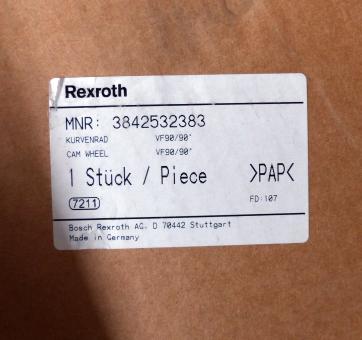 Rexroth
MNR: 3842532383
KURVENRAD VF90/90°
CAM WHEEL VF90/90°
1 Stück / Piece >PAP<
7211 FD:107
Bosch Rexroth AG. D 70442 Stuttgart
Made in Germany